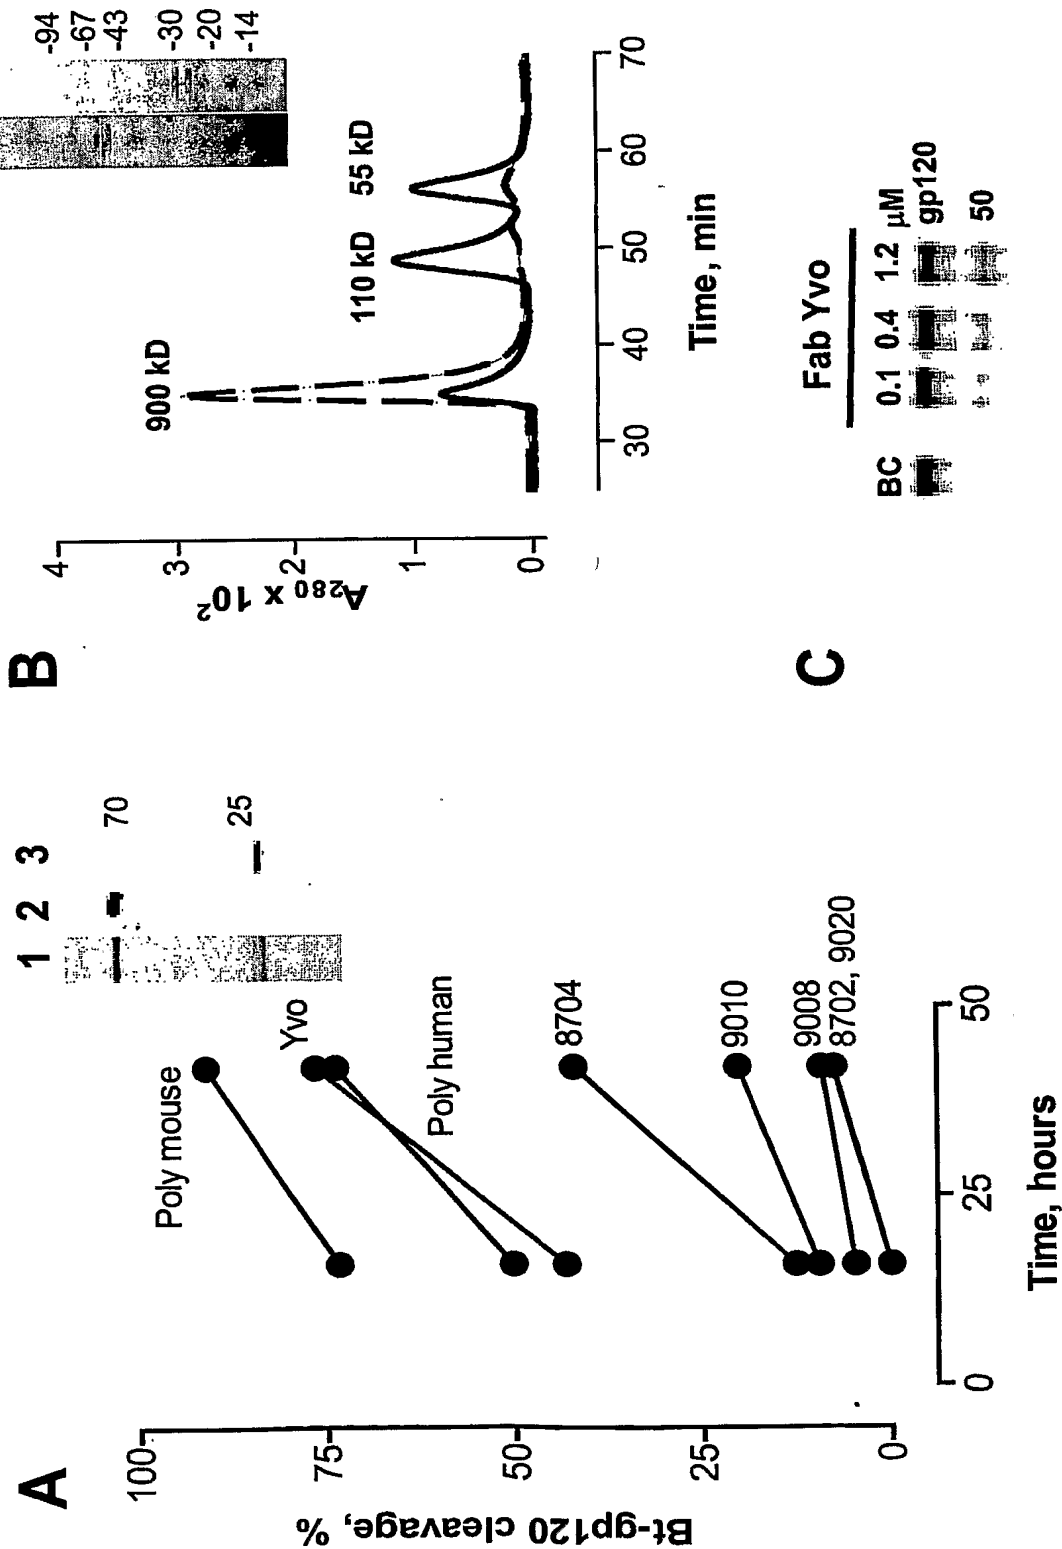 A
1 2 3
70
25
Poly mouse
Yvo
Poly human
8704
9010
9008
8702, 9020
100-
75-
50-
25-
0-
Bt-gp120 cleavage, %
0 25 50
Time, hours
B
-94
-67
-43
-30
-20
-14
900 kD
110 kD
55 kD
4-
3-
2-
1-
0-
A280 x 10²
30 40 50 60 70
Time, min
C
Fab Yvo
BC 0.1 0.4 1.2 µM
gp120
50